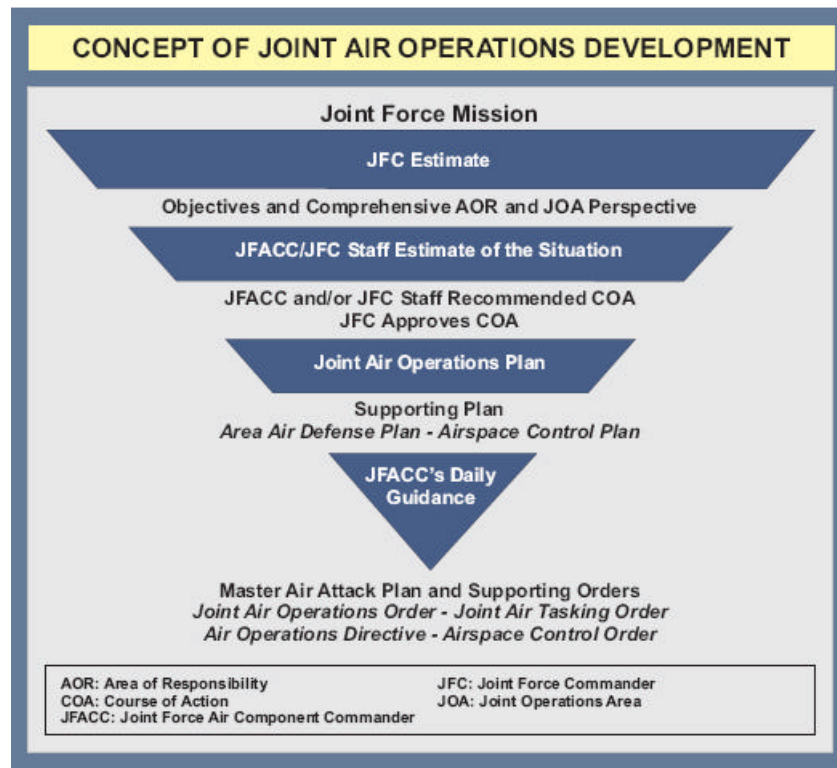 CONCEPT OF JOINT AIR OPERATIONS DEVELOPMENT
Joint Force Mission
JFC Estimate
Objectives and Comprehensive AOR and JOA Perspective
JFACC/JFC Staff Estimate of the Situation
JFACC and/or JFC Staff Recommended COA
JFC Approves COA
Joint Air Operations Plan
Supporting Plan
Area Air Defense Plan - Airspace Control Plan
JFACC's Daily
Guidance
Master Air Attack Plan and Supporting Orders
Joint Air Operations Order - Joint Air Tasking Order
Air Operations Directive - Airspace Control Order
AOR: Area of Responsibility
COA: Course of Action
JFACC: Joint Force Air Component Commander
JFC: Joint Force Commander
JOA: Joint Operations Area